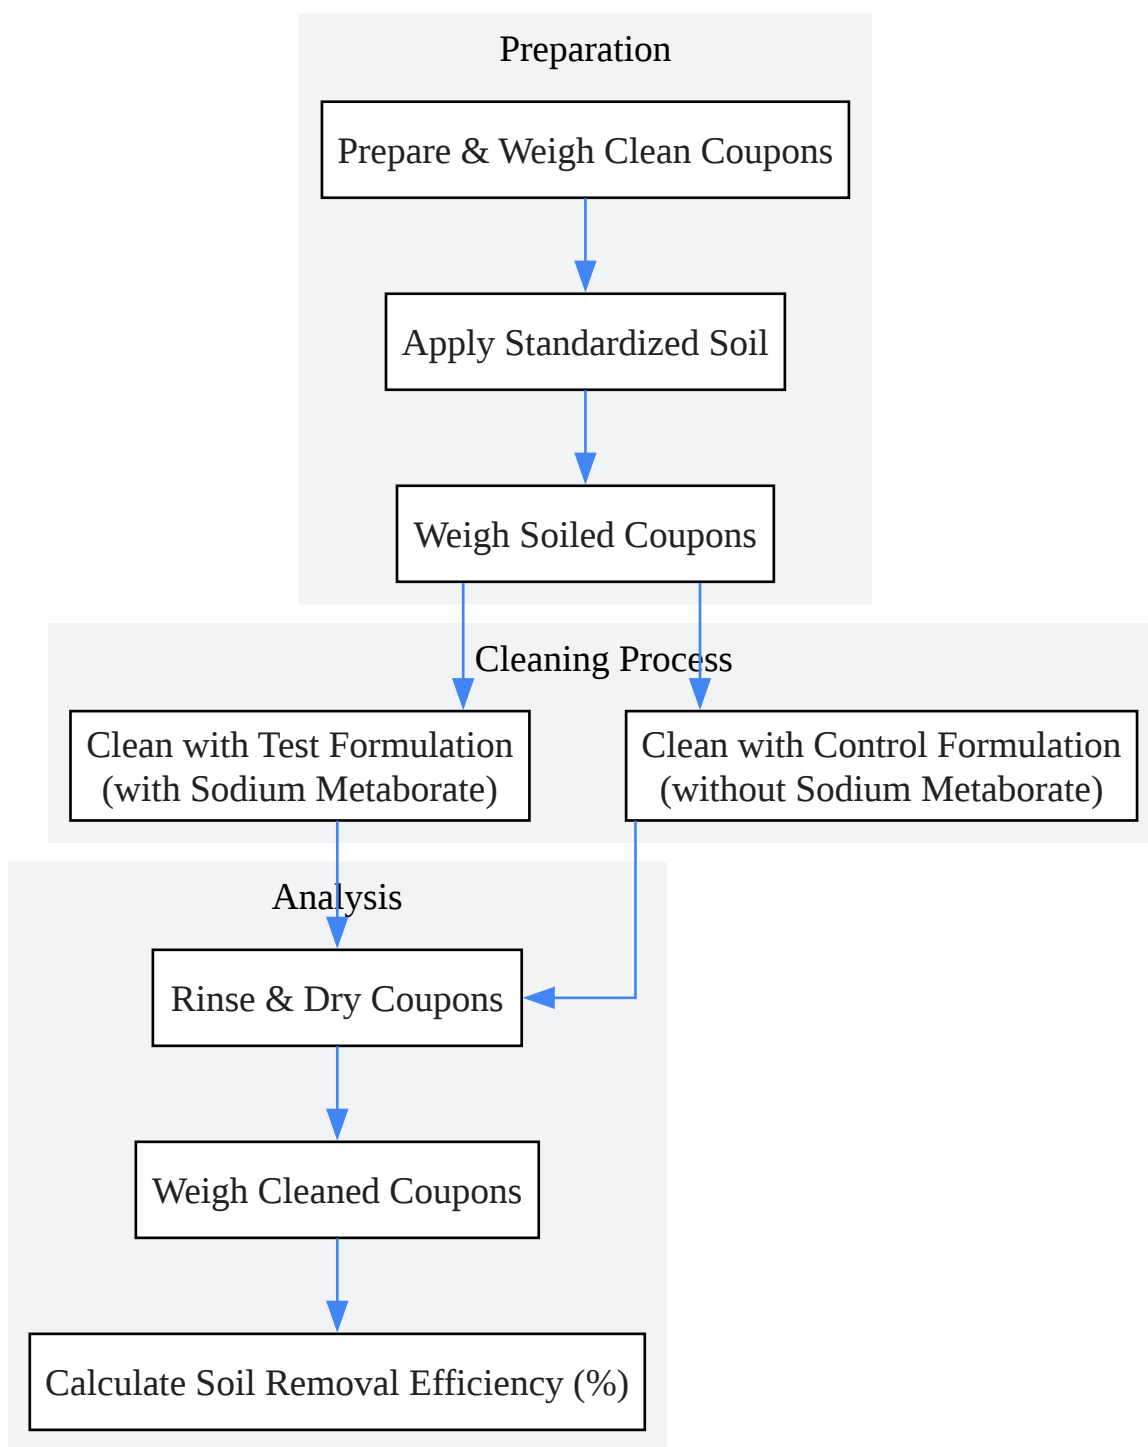 Preparation
Prepare & Weigh Clean Coupons
Apply Standardized Soil
Weigh Soiled Coupons
Cleaning Process
Clean with Test Formulation
(with Sodium Metaborate)
Clean with Control Formulation
(without Sodium Metaborate)
Analysis
Rinse & Dry Coupons
Weigh Cleaned Coupons
Calculate Soil Removal Efficiency (%)